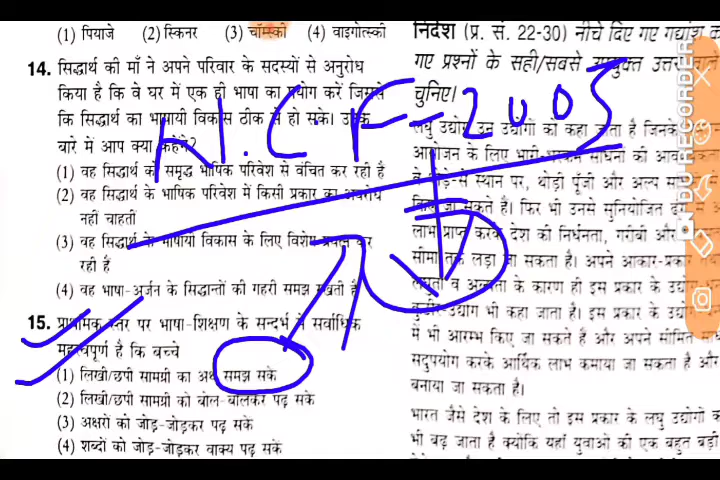 (1) पियाजे (2) स्किनर (3) चॉम्स्की (4) वाइगोत्स्की
14. सिद्धार्थ की माँ ने अपने परिवार के सदस्यों से अनुरोध
किया है कि वे घर में एक ही भाषा का प्रयोग करें जिससे
कि सिद्धार्थ का भाषायी विकास ठीक से हो सके। उनके
बारे में आप क्या कहेंगे?
(1) वह सिद्धार्थ को समृद्ध भाषिक परिवेश से वंचित कर रही है
(2) वह सिद्धार्थ के भाषिक परिवेश में किसी प्रकार का अवरोध
नहीं चाहती
(3) वह सिद्धार्थ के भाषायी विकास के लिए विशेष प्रयत्न कर
रही है
(4) वह भाषा-अर्जन के सिद्धान्तों की गहरी समझ रखती है
15. प्राथमिक स्तर पर भाषा-शिक्षण के सन्दर्भ में सर्वाधिक
महत्वपूर्ण है कि बच्चे
(1) लिखी/छपी सामग्री का अर्थ समझ सकें
(2) लिखी/छपी सामग्री को बोल-बोलकर पढ़ सकें
(3) अक्षरों को जोड़-जोड़कर पढ़ सकें
(4) शब्दों को जोड़-जोड़कर वाक्य पढ़ सकें
N.C.F-2005
निर्देश (प्र. सं. 22-30) नीचे दिए गए गद्यांश
गए प्रश्नों के सही/सबसे उपयुक्त उत्तर
चुनिए।
लघु उद्योग उन उद्योगों को कहा जाता है जिनके
आयोजन के लिए भारी-भरकम साधनों की
स्थान पर, थोड़ी पूँजी और अल्प
किए जा सकते हैं। फिर भी उनसे सुनियोजित
लाभ प्राप्त करके देश की निर्धनता, गरीबी और
सीमा तक लड़ा जा सकता है। अपने आकार-प्रकार
लघुता व अल्पता के कारण ही इस प्रकार के
कुटीर उद्योग भी कहा जाता है। इस प्रकार के
में भी आरम्भ किए जा सकते हैं और अपने सीमित
सदुपयोग करके आर्थिक लाभ कमाया जा सकता है और
बनाया जा सकता है।
भारत जैसे देश के लिए तो इस प्रकार के लघु उद्योगों
भी बढ़ जाता है क्योंकि यहाँ युवाओं की एक बहुत बड़ी
DU RECORDER